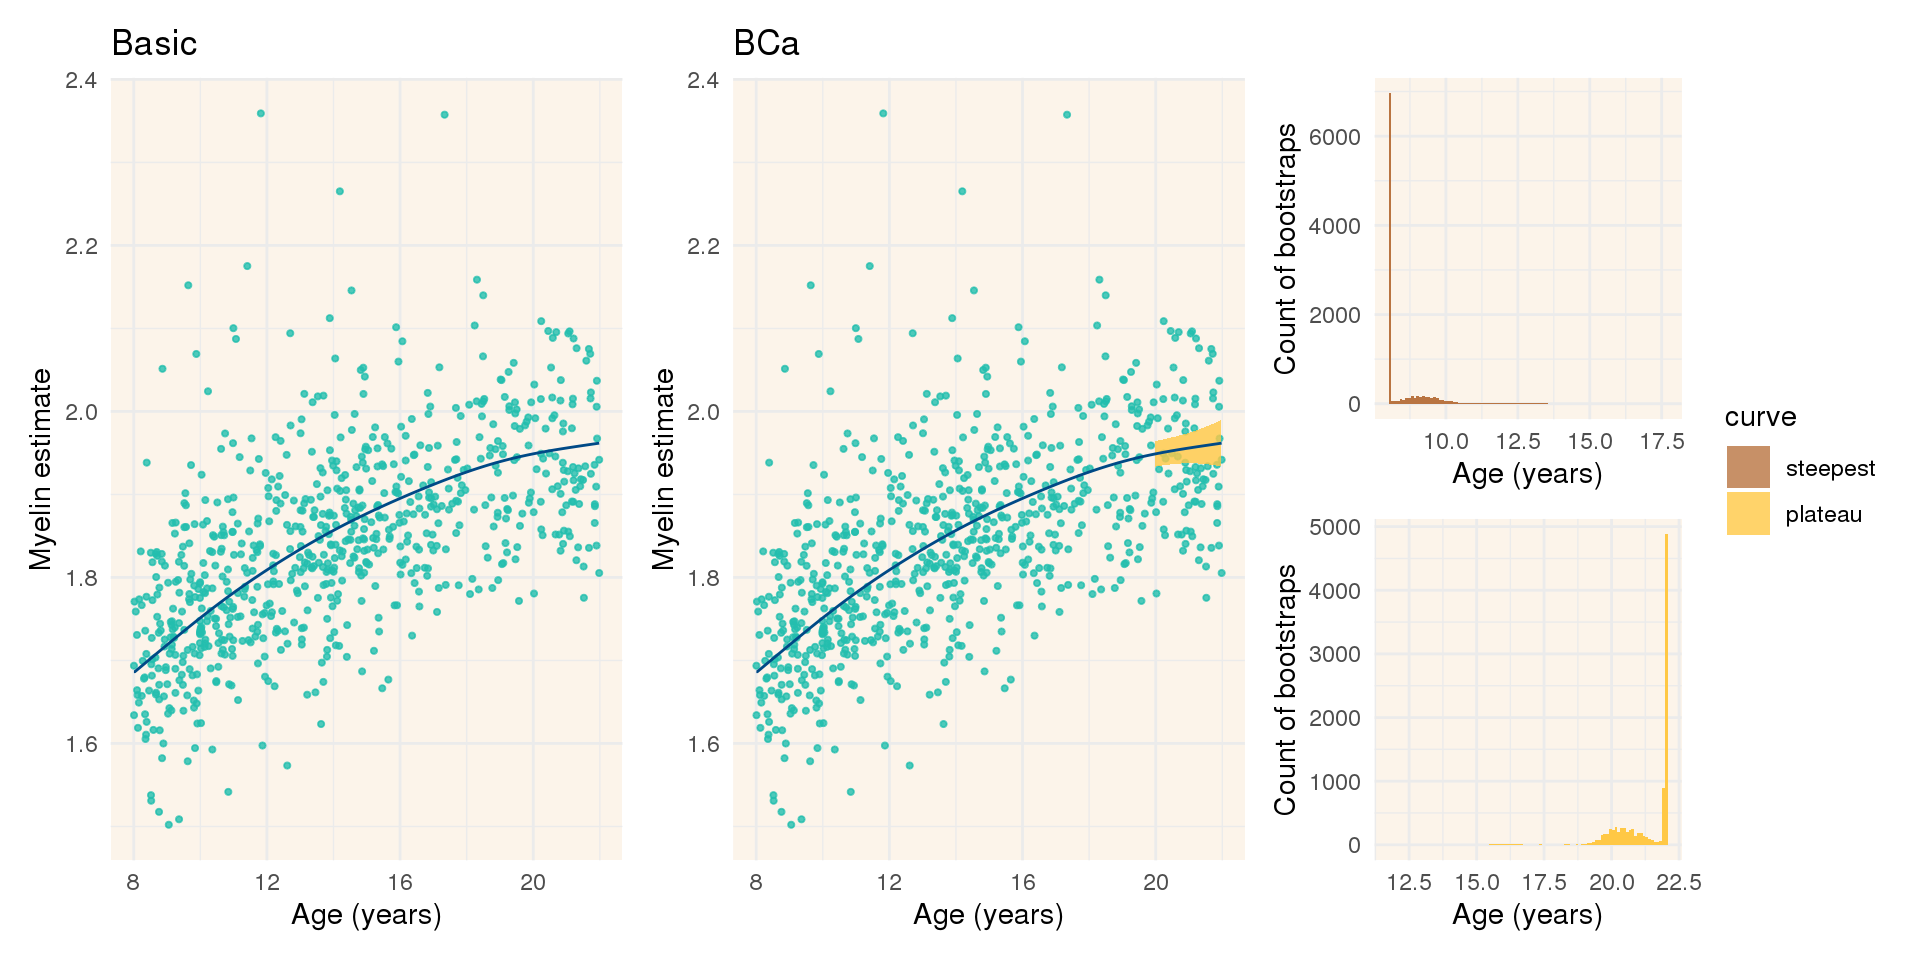 Basic
2.4
2.2
2.0
1.8
1.6
Myelin estimate
8 12 16 20
Age (years)
BCa
2.4
2.2
2.0
1.8
1.6
Myelin estimate
8 12 16 20
Age (years)
6000
4000
2000
0
Count of bootstraps
10.0 12.5 15.0 17.5
Age (years)
5000
4000
3000
2000
1000
0
Count of bootstraps
12.5 15.0 17.5 20.0 22.5
Age (years)
curve
steepest
plateau